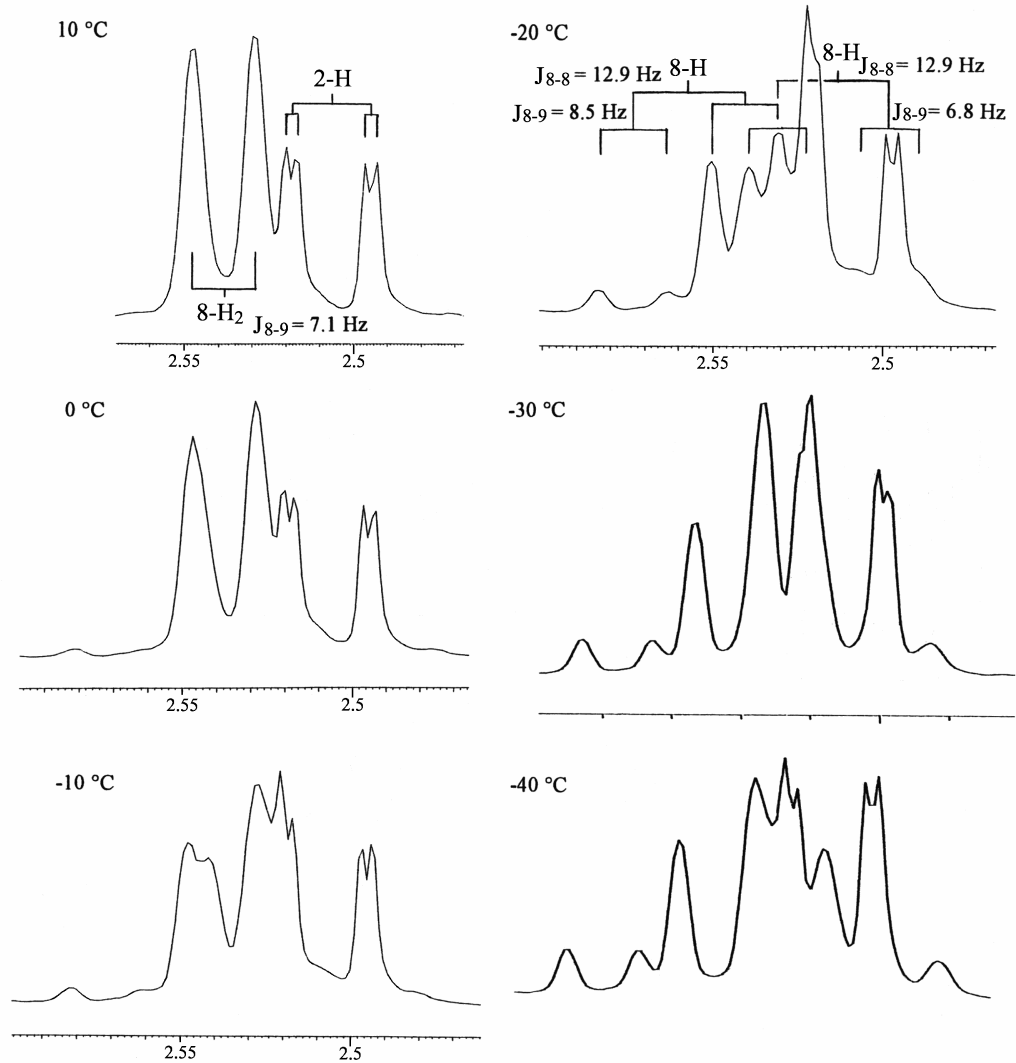 10 °C
2-H
8-H2
J8-9 = 7.1 Hz
2.55
2.5
-20 °C
J8-8 = 12.9 Hz
8-H
8-H
J8-8 = 12.9 Hz
J8-9 = 8.5 Hz
J8-9 = 6.8 Hz
2.55
2.5
0 °C
2.55
2.5
-30 °C
-10 °C
2.55
2.5
-40 °C